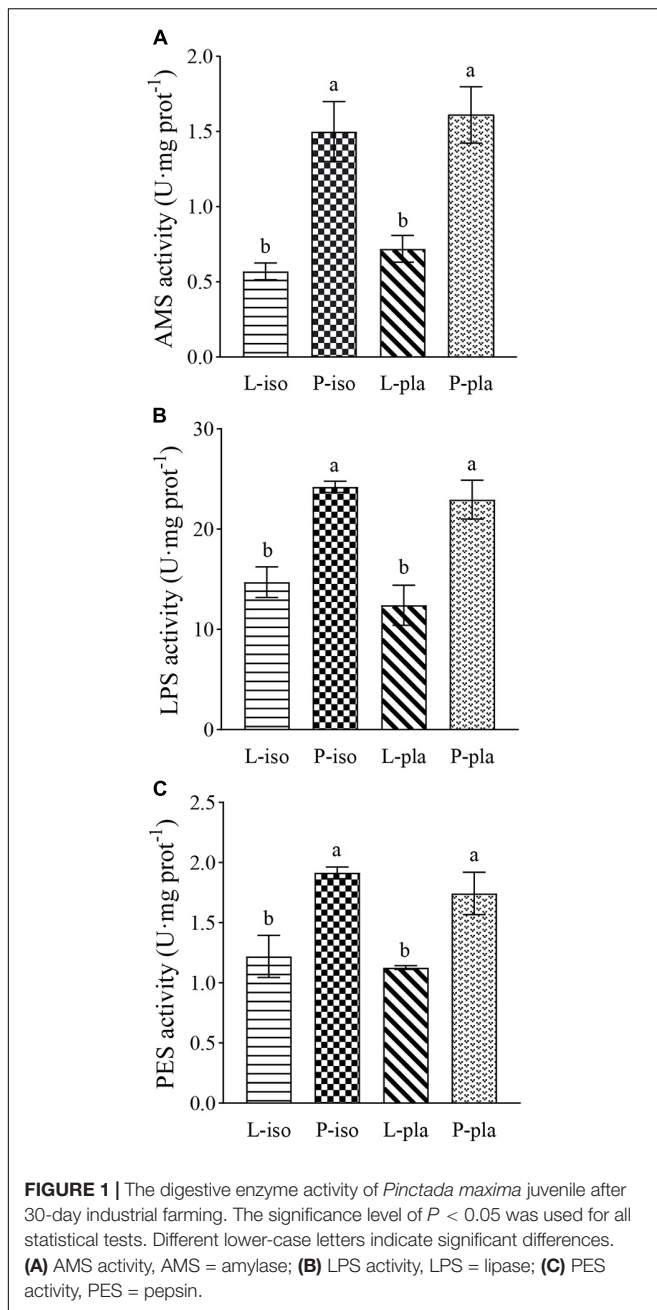 A
AMS activity (U·mg prot⁻¹)
2.0
1.5
1.0
0.5
0.0
b
a
b
a
L-iso P-iso L-pla P-pla
B
LPS activity (U·mg prot⁻¹)
30
20
10
0
b
a
b
a
L-iso P-iso L-pla P-pla
C
PES activity (U·mg prot⁻¹)
2.5
2.0
1.5
1.0
0.5
0.0
b
a
b
a
L-iso P-iso L-pla P-pla
FIGURE 1 | The digestive enzyme activity of Pinctada maxima juvenile after
30-day industrial farming. The significance level of P < 0.05 was used for all
statistical tests. Different lower-case letters indicate significant differences.
(A) AMS activity, AMS = amylase; (B) LPS activity, LPS = lipase; (C) PES
activity, PES = pepsin.